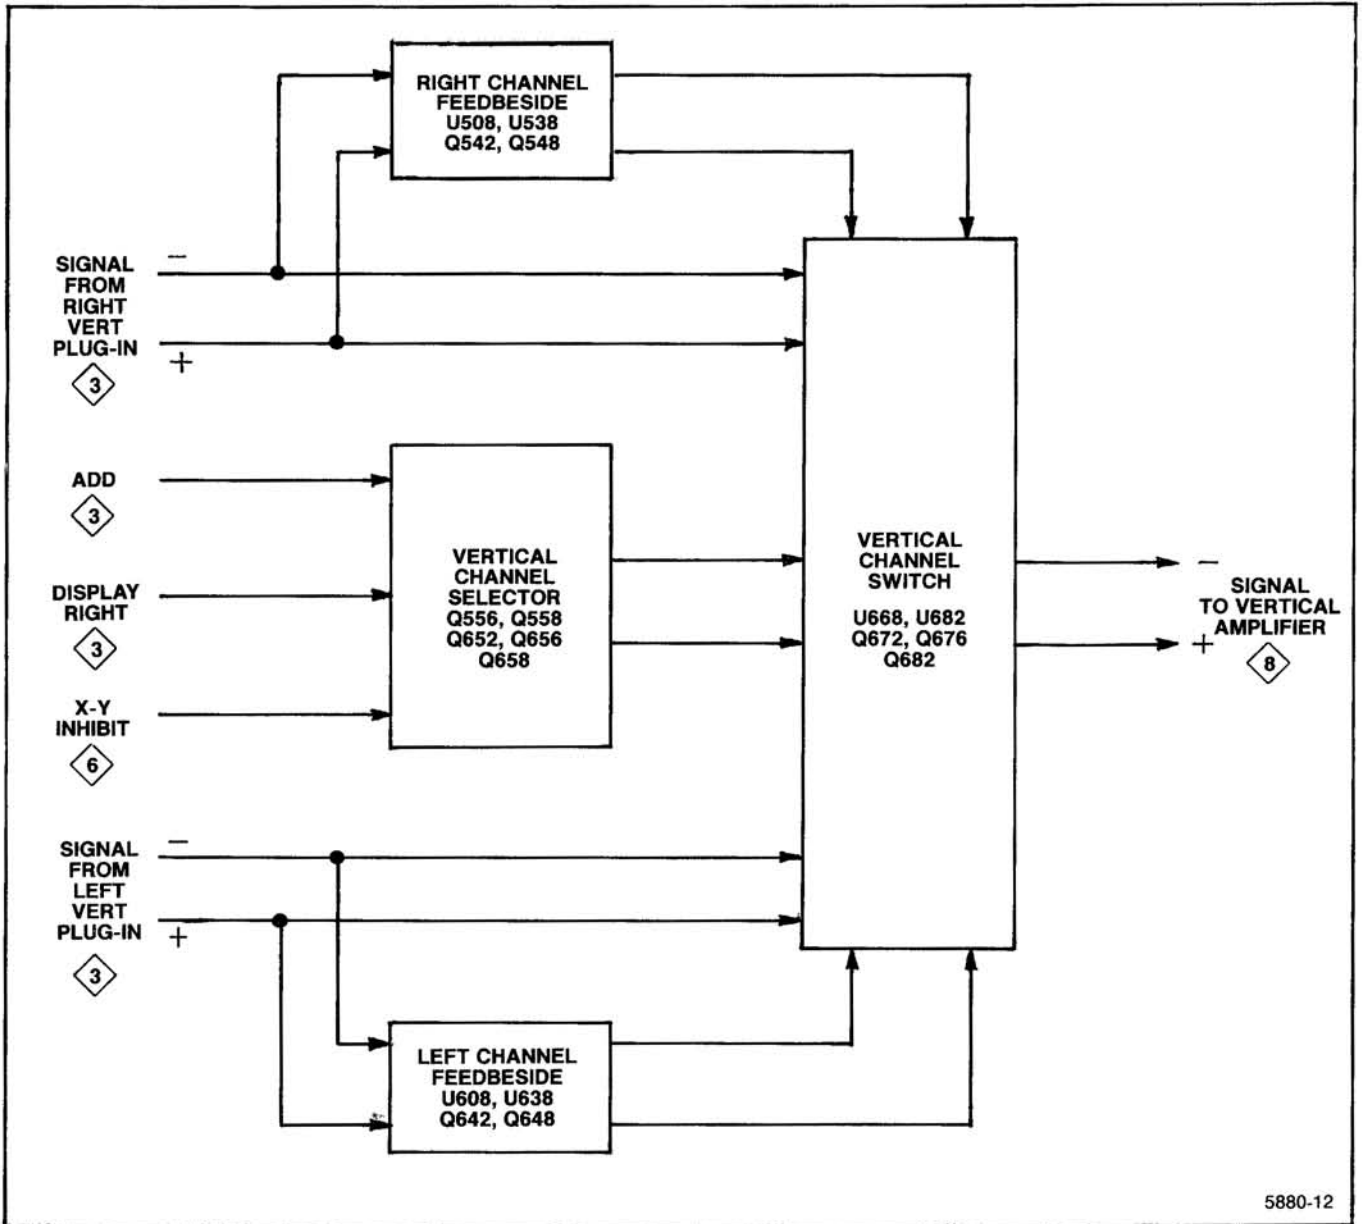 RIGHT CHANNEL
FEEDBESIDE
U508, U538
Q542, Q548
SIGNAL
FROM
RIGHT
VERT
PLUG-IN
−
+
3
ADD
3
DISPLAY
RIGHT
3
X-Y
INHIBIT
6
VERTICAL
CHANNEL
SELECTOR
Q556, Q558
Q652, Q656
Q658
VERTICAL
CHANNEL
SWITCH
U668, U682
Q672, Q676
Q682
−
SIGNAL
TO VERTICAL
AMPLIFIER
+
8
SIGNAL
FROM
LEFT
VERT
PLUG-IN
−
+
3
LEFT CHANNEL
FEEDBESIDE
U608, U638
Q642, Q648
5880-12